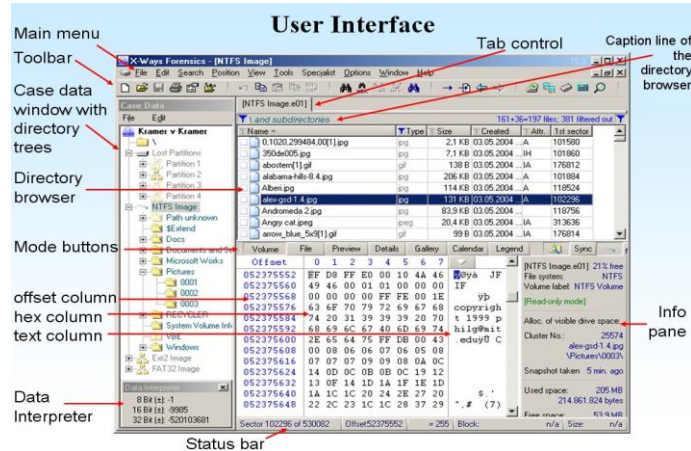 User Interface
Main menu
Toolbar
Case data
window with
directory
trees
Directory
browser
Mode buttons
offset column
hex column
text column
Data
Interpreter
Status bar
Tab control
Caption line of
the
directory
browser
Info
pane
X-Ways Forensics - [NTFS Image]
File Edit Search Position View Tools Specialist Options Window Help
Case Data
File Edit
Kramer v Kramer
\
Lost Partitions
Partition 1
Partition 2
Partition 3
Partition 4
NTFS Image
Path unknown
$Extend
Docs
Documents and Se
Microsoft Works
Pictures
0001
0002
0003
RECYCLER
System Volume Info
VBE
Windows
Ext2 Image
FAT32 Image
Data Interpreter
8 Bit (±): -1
16 Bit (±): -9985
32 Bit (±): -520103681
[NTFS Image.e01]
\ and subdirectories 161+36=197 files; 381 filtered out
Name Type Size Created Attr. 1st sector
0,1020,299484,00[1].jpg jpg 2,1 KB 03.05.2004 ... A 101580
350de005.jpg jpg 7,1 KB 03.05.2004 ... IH 101860
abostem[1].gif gif 138 B 03.05.2004 ... IA 176812
alabama-hills-8.4.jpg jpg 206 KB 03.05.2004 ... A 101884
Alberi.jpg jpg 114 KB 03.05.2004 ... A 118524
alex-gsd-1.4.jpg jpg 131 KB 03.05.2004 ... A 102296
Andromeda 2.jpg jpg 83,9 KB 03.05.2004 ... 118756
Angry cat.jpeg jpeg 20,4 KB 03.05.2004 ... IA 313636
arrow_blue_5x9[1].gif gif 99 B 03.05.2004 ... IA 176814
Volume File Preview Details Gallery Calendar Legend Sync
Offset 0 1 2 3 4 5 6 7
052375552 FF D8 FF E0 00 10 4A 46 ÿØÿà JF
052375560 49 46 00 01 01 00 00 00 IF
052375568 00 00 00 00 FF FE 00 1E ÿþ
052375576 63 6F 70 79 72 69 67 68 copyrigh
052375584 74 20 31 39 39 39 20 70 t 1999 p
052375592 68 69 6C 67 40 6D 69 74 hilg@mit
052375600 2E 65 64 75 FF DB 00 43 .eduÿÛ C
052375608 00 08 06 06 07 06 05 08
052375616 07 07 07 09 09 08 0A 0C
052375624 14 0D 0C 0B 0B 0C 19 12
052375632 13 0F 14 1D 1A 1F 1E 1D
052375640 1A 1C 1C 20 24 2E 27 20 $.'
052375648 22 2C 23 1C 1C 28 37 29 ",# (7)
[NTFS Image.e01] 21% free
File system: NTFS
Volume label: NTFS Volume
[Read-only mode]
Alloc. of visible drive space:
Cluster No.: 25574
alex-gsd-1.4.jpg
\Pictures\0003\
Snapshot taken 5 min. ago
Used space: 205 MB
214.861.824 bytes
Free space: 53,9 MB
Sector 102296 of 530082 Offset: 52375552 = 255 Block: n/a Size: n/a